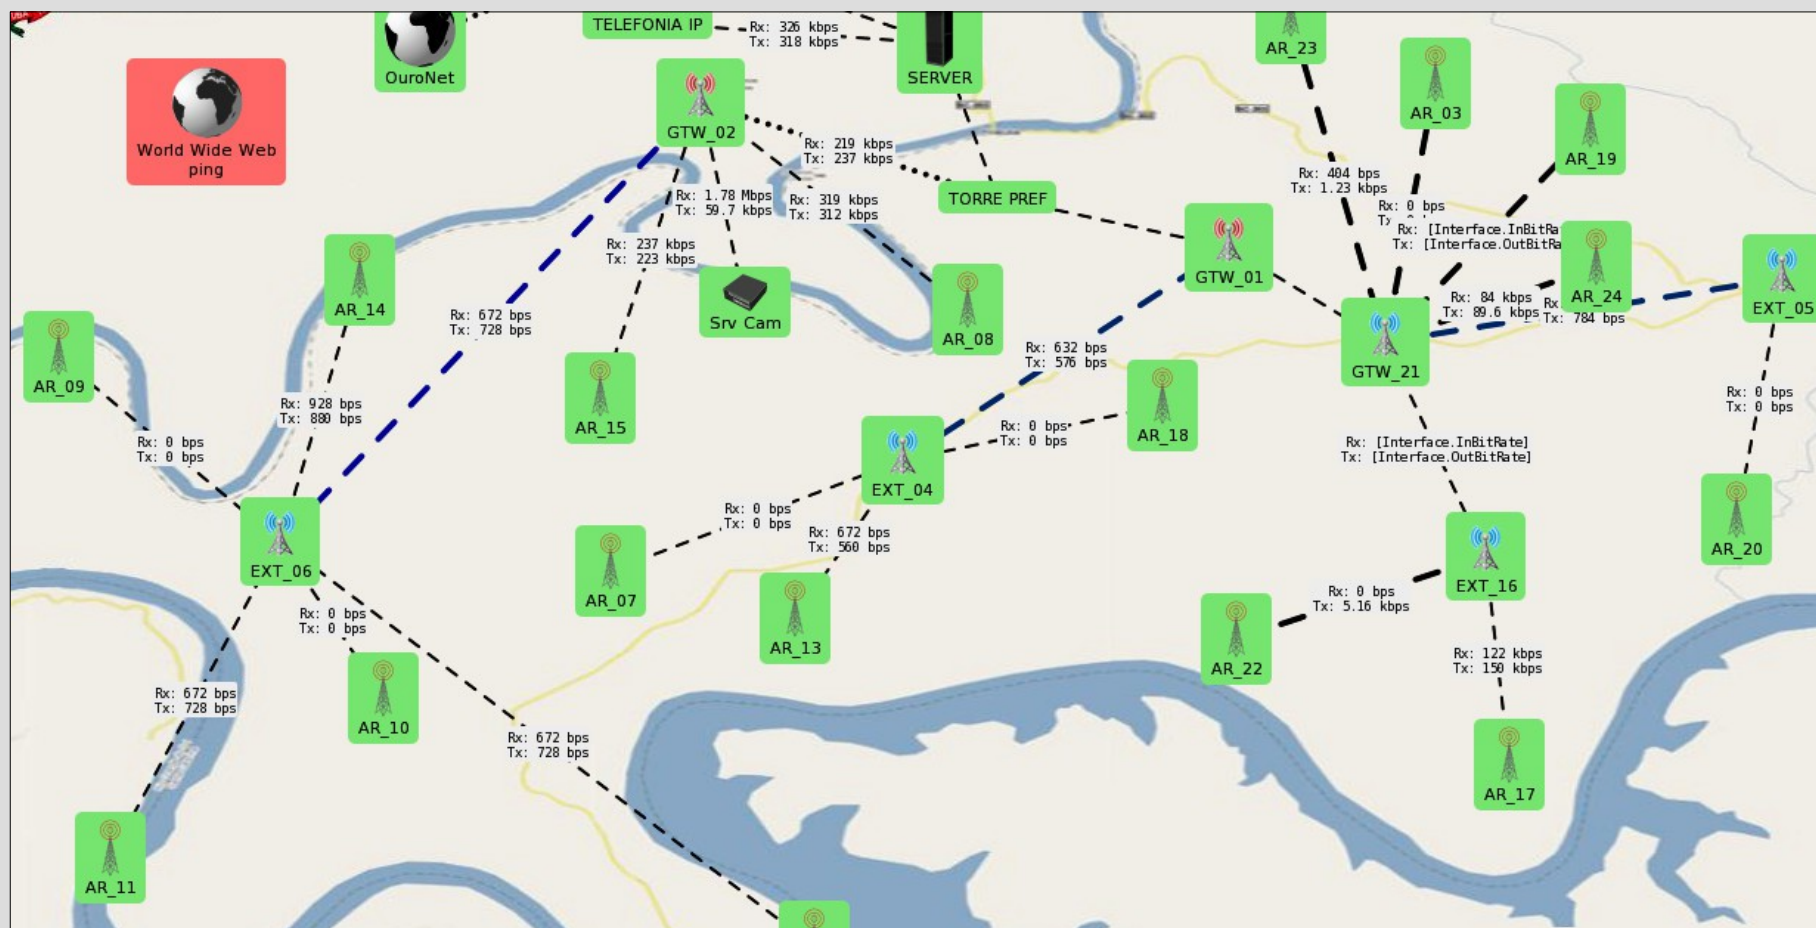 TELEFONIA IP
Rx: 326 kbps
Tx: 318 kbps
SERVER
OuroNet
AR_23
World Wide Web
ping
GTW_02
AR_03
AR_19
Rx: 219 kbps
Tx: 237 kbps
TORRE PREF
Rx: 1.78 Mbps
Tx: 59.7 kbps
Rx: 319 kbps
Tx: 312 kbps
Rx: 404 bps
Tx: 1.23 kbps
Rx: 0 bps
Rx: [Interface.InBitRa
Tx: [Interface.OutBitRa
Rx: 237 kbps
Tx: 223 kbps
GTW_01
AR_24
EXT_05
AR_14
Srv Cam
AR_08
Rx: 84 kbps
Tx: 89.6 kbps
Rx:
Tx: 784 bps
Rx: 672 bps
Tx: 728 bps
GTW_21
AR_09
Rx: 632 bps
Tx: 576 bps
Rx: 928 bps
Tx: 880 bps
AR_15
AR_18
Rx: 0 bps
Tx: 0 bps
Rx: 0 bps
Tx: 0 bps
Rx: 0 bps
Tx: 0 bps
Rx: [Interface.InBitRate]
Tx: [Interface.OutBitRate]
EXT_04
Rx: 0 bps
Tx: 0 bps
Rx: 672 bps
Tx: 560 bps
AR_20
EXT_06
AR_07
EXT_16
Rx: 0 bps
Tx: 5.16 kbps
Rx: 0 bps
Tx: 0 bps
AR_13
AR_22
Rx: 122 kbps
Tx: 150 kbps
Rx: 672 bps
Tx: 728 bps
AR_10
Rx: 672 bps
Tx: 728 bps
AR_17
AR_11